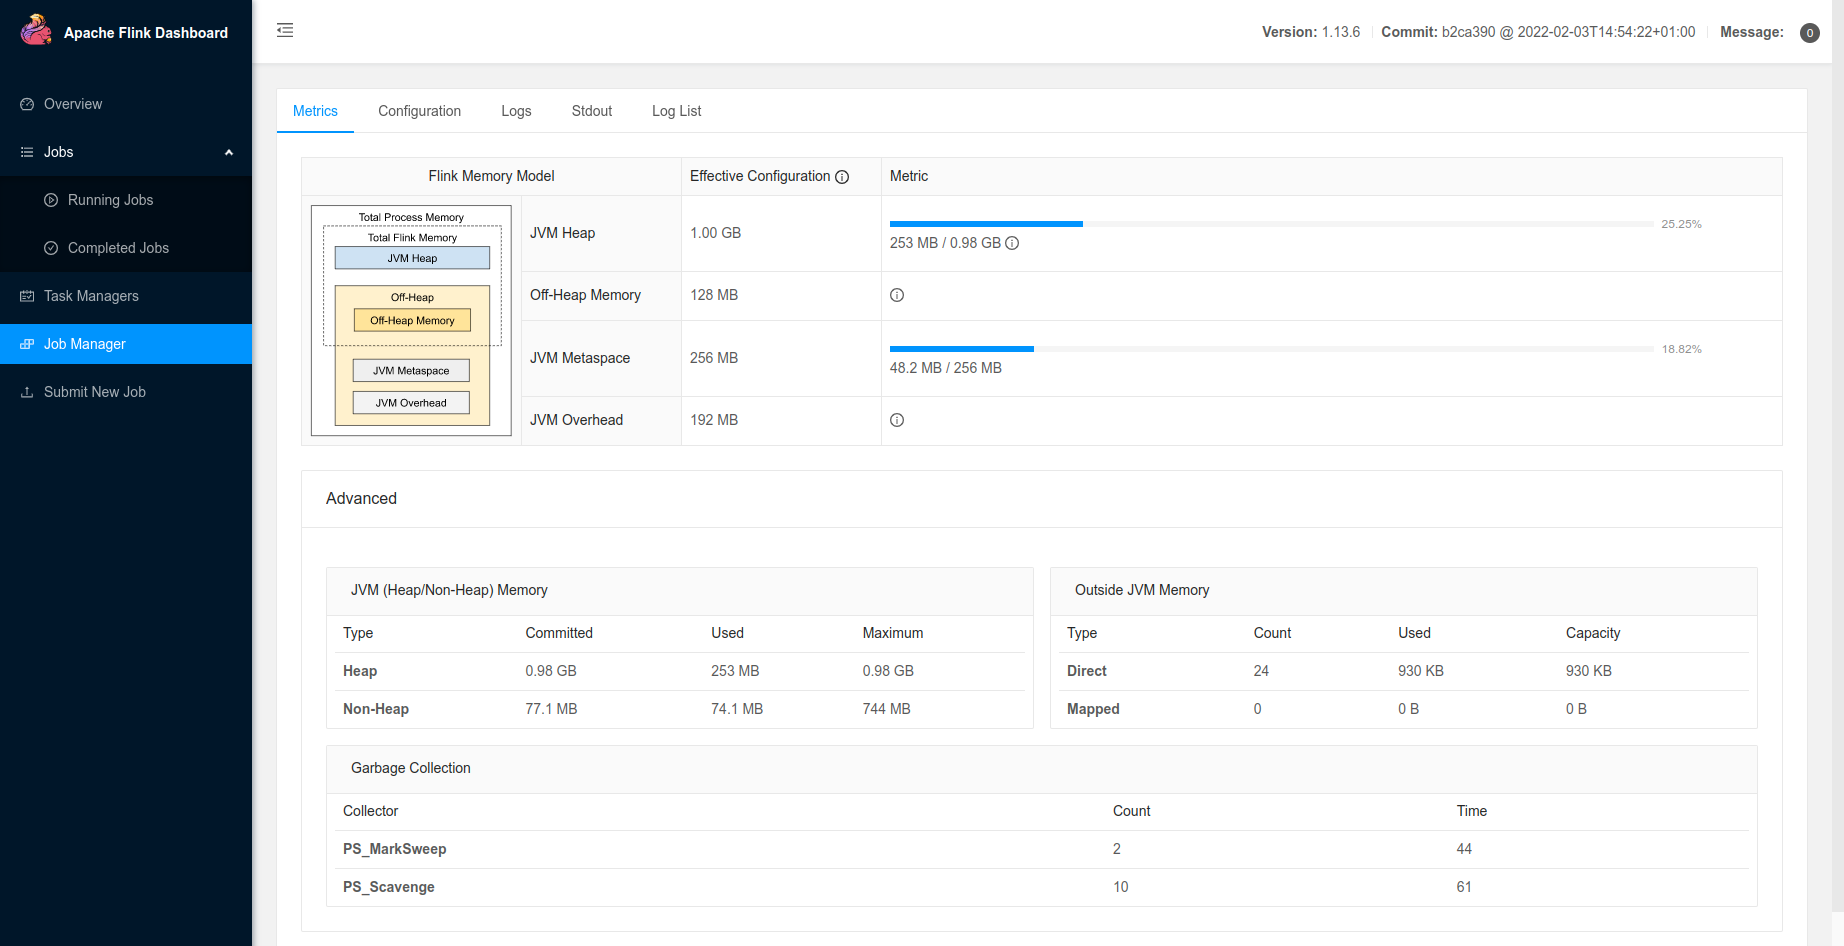 Apache Flink Dashboard
Version: 1.13.6 Commit: b2ca390 @ 2022-02-03T14:54:22+01:00 Message: 0
Overview
Jobs
Running Jobs
Completed Jobs
Task Managers
Job Manager
Submit New Job
Metrics Configuration Logs Stdout Log List
Flink Memory Model Effective Configuration Metric
Total Process Memory
Total Flink Memory
JVM Heap
Off-Heap
Off-Heap Memory
JVM Metaspace
JVM Overhead
JVM Heap 1.00 GB 25.25%
253 MB / 0.98 GB
Off-Heap Memory 128 MB
JVM Metaspace 256 MB 18.82%
48.2 MB / 256 MB
JVM Overhead 192 MB
Advanced
JVM (Heap/Non-Heap) Memory
Type Committed Used Maximum
Heap 0.98 GB 253 MB 0.98 GB
Non-Heap 77.1 MB 74.1 MB 744 MB
Outside JVM Memory
Type Count Used Capacity
Direct 24 930 KB 930 KB
Mapped 0 0 B 0 B
Garbage Collection
Collector Count Time
PS_MarkSweep 2 44
PS_Scavenge 10 61